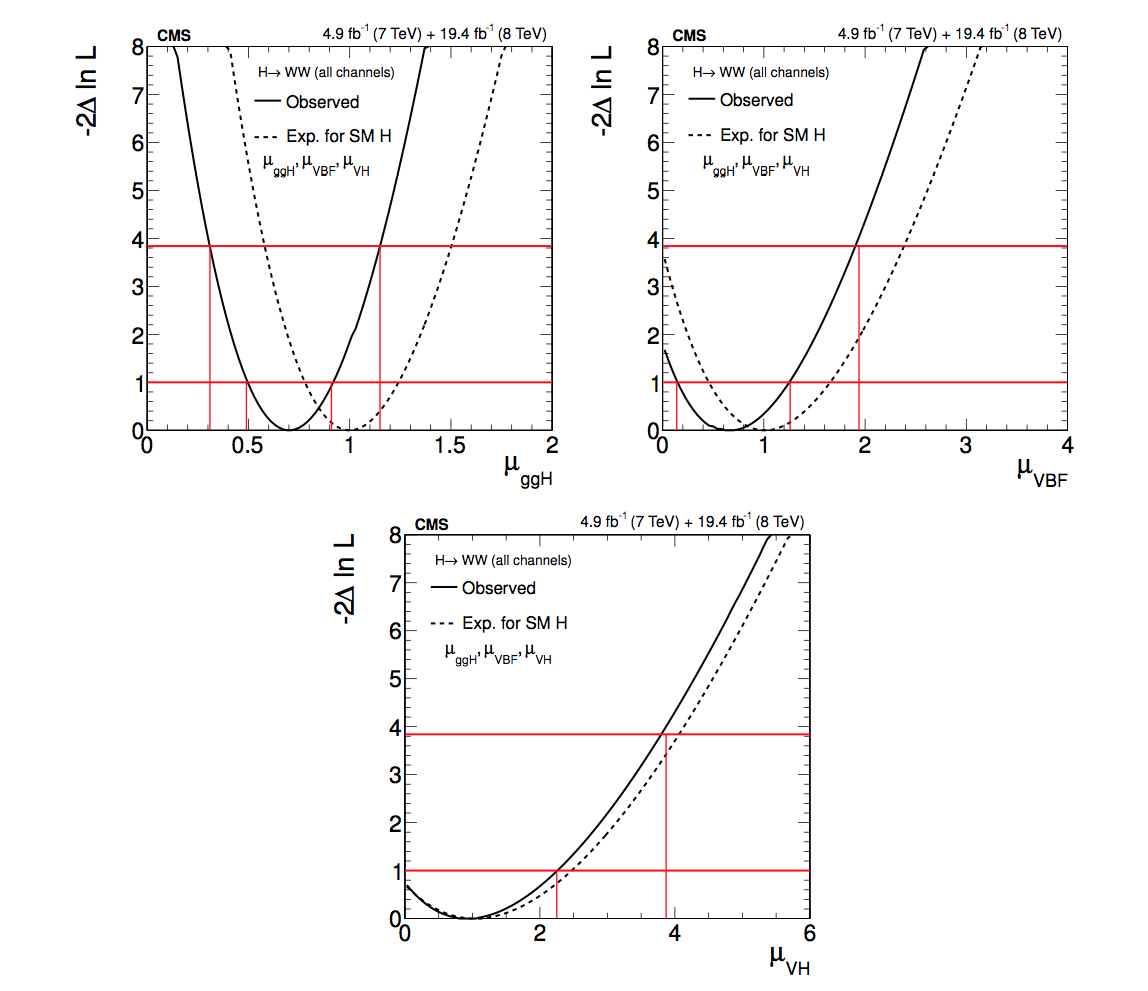 CMS 4.9 fb-1 (7 TeV) + 19.4 fb-1 (8 TeV)
-2Δ ln L
H→ WW (all channels)
Observed
Exp. for SM H
μggH, μVBF, μVH
8
7
6
5
4
3
2
1
0
0 0.5 1 1.5 2
μggH
CMS 4.9 fb-1 (7 TeV) + 19.4 fb-1 (8 TeV)
-2Δ ln L
H→ WW (all channels)
Observed
Exp. for SM H
μggH, μVBF, μVH
8
7
6
5
4
3
2
1
0
0 1 2 3 4
μVBF
CMS 4.9 fb-1 (7 TeV) + 19.4 fb-1 (8 TeV)
-2Δ ln L
H→ WW (all channels)
Observed
Exp. for SM H
μggH, μVBF, μVH
8
7
6
5
4
3
2
1
0
0 2 4 6
μVH